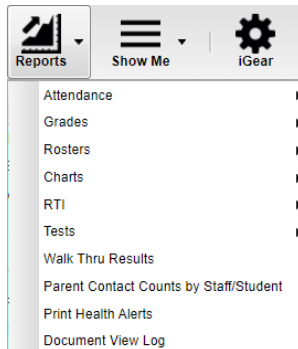 Reports Show Me iGear
Attendance
Grades
Rosters
Charts
RTI
Tests
Walk Thru Results
Parent Contact Counts by Staff/Student
Print Health Alerts
Document View Log